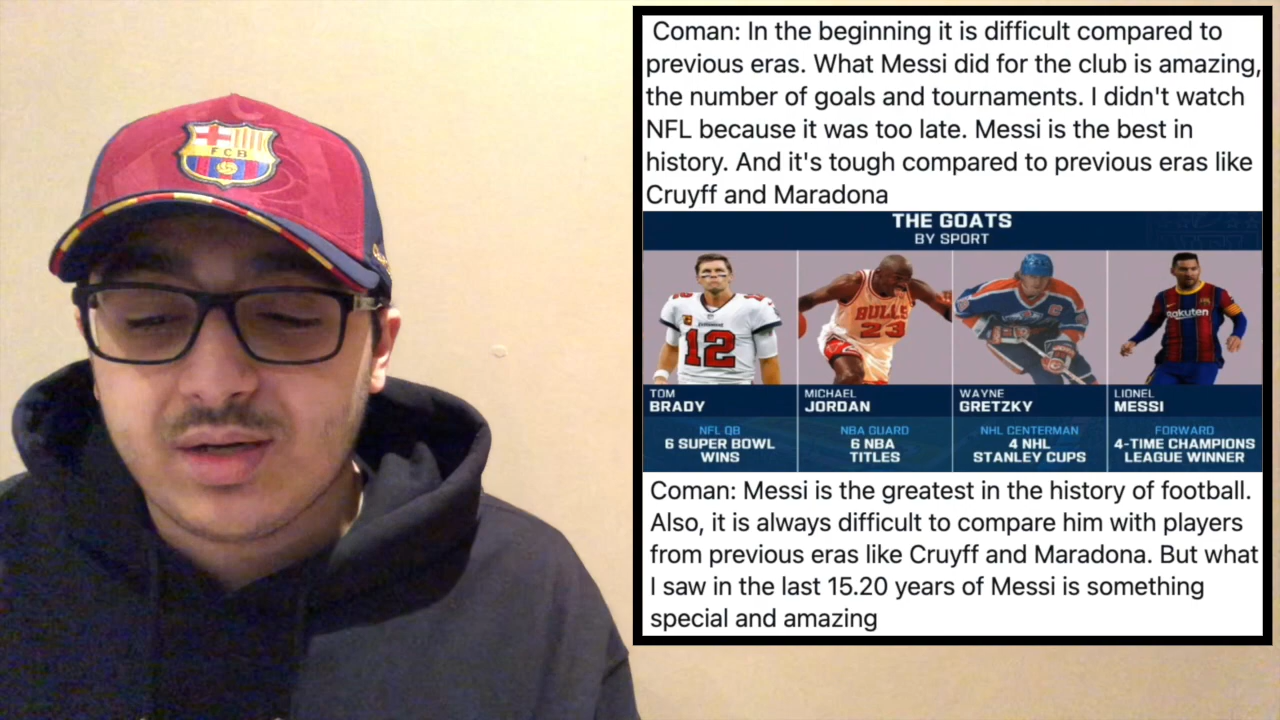 FCB
Coman: In the beginning it is difficult compared to
previous eras. What Messi did for the club is amazing,
the number of goals and tournaments. I didn't watch
NFL because it was too late. Messi is the best in
history. And it's tough compared to previous eras like
Cruyff and Maradona
THE GOATS
BY SPORT
12
BULLS
23
C
Rakuten
TOM
BRADY
NFL QB
6 SUPER BOWL
WINS
MICHAEL
JORDAN
NBA GUARD
6 NBA
TITLES
WAYNE
GRETZKY
NHL CENTERMAN
4 NHL
STANLEY CUPS
LIONEL
MESSI
FORWARD
4-TIME CHAMPIONS
LEAGUE WINNER
Coman: Messi is the greatest in the history of football.
Also, it is always difficult to compare him with players
from previous eras like Cruyff and Maradona. But what
I saw in the last 15.20 years of Messi is something
special and amazing